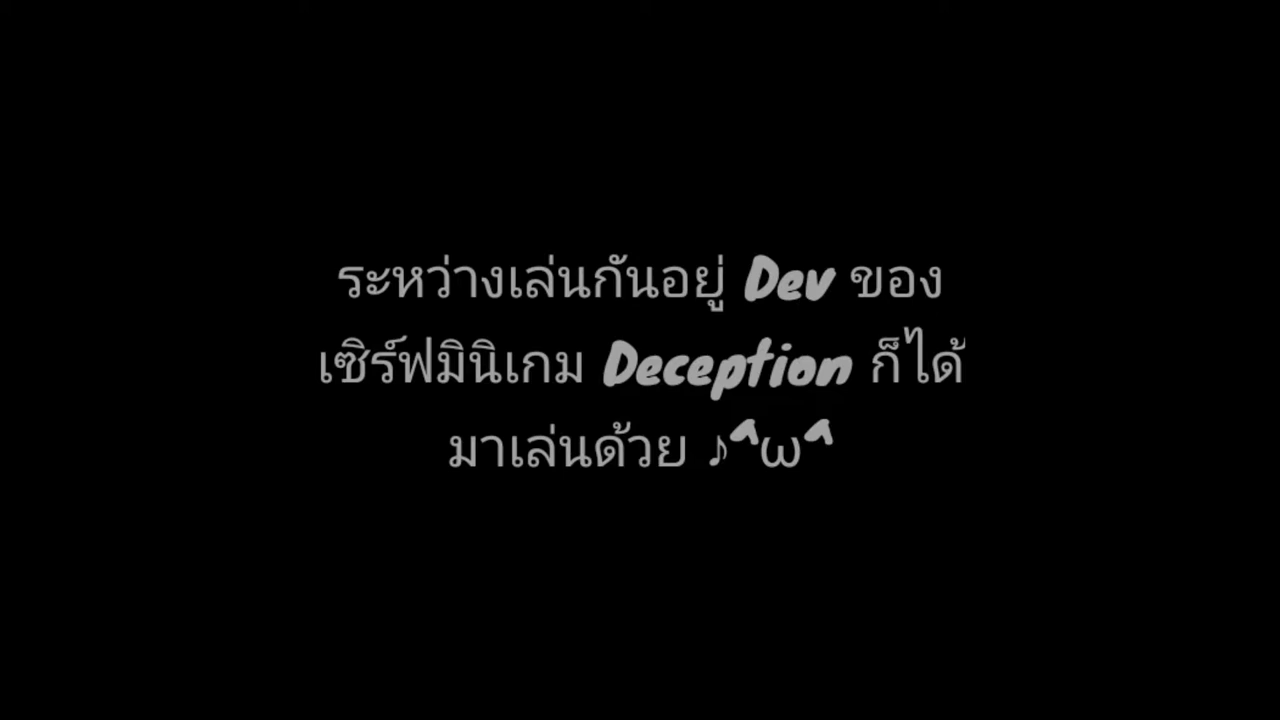 ระหว่างเล่นกันอยู่ Dev ของ
เซิร์ฟมินิเกม Deception ก็ได้
มาเล่นด้วย ♪^ω^